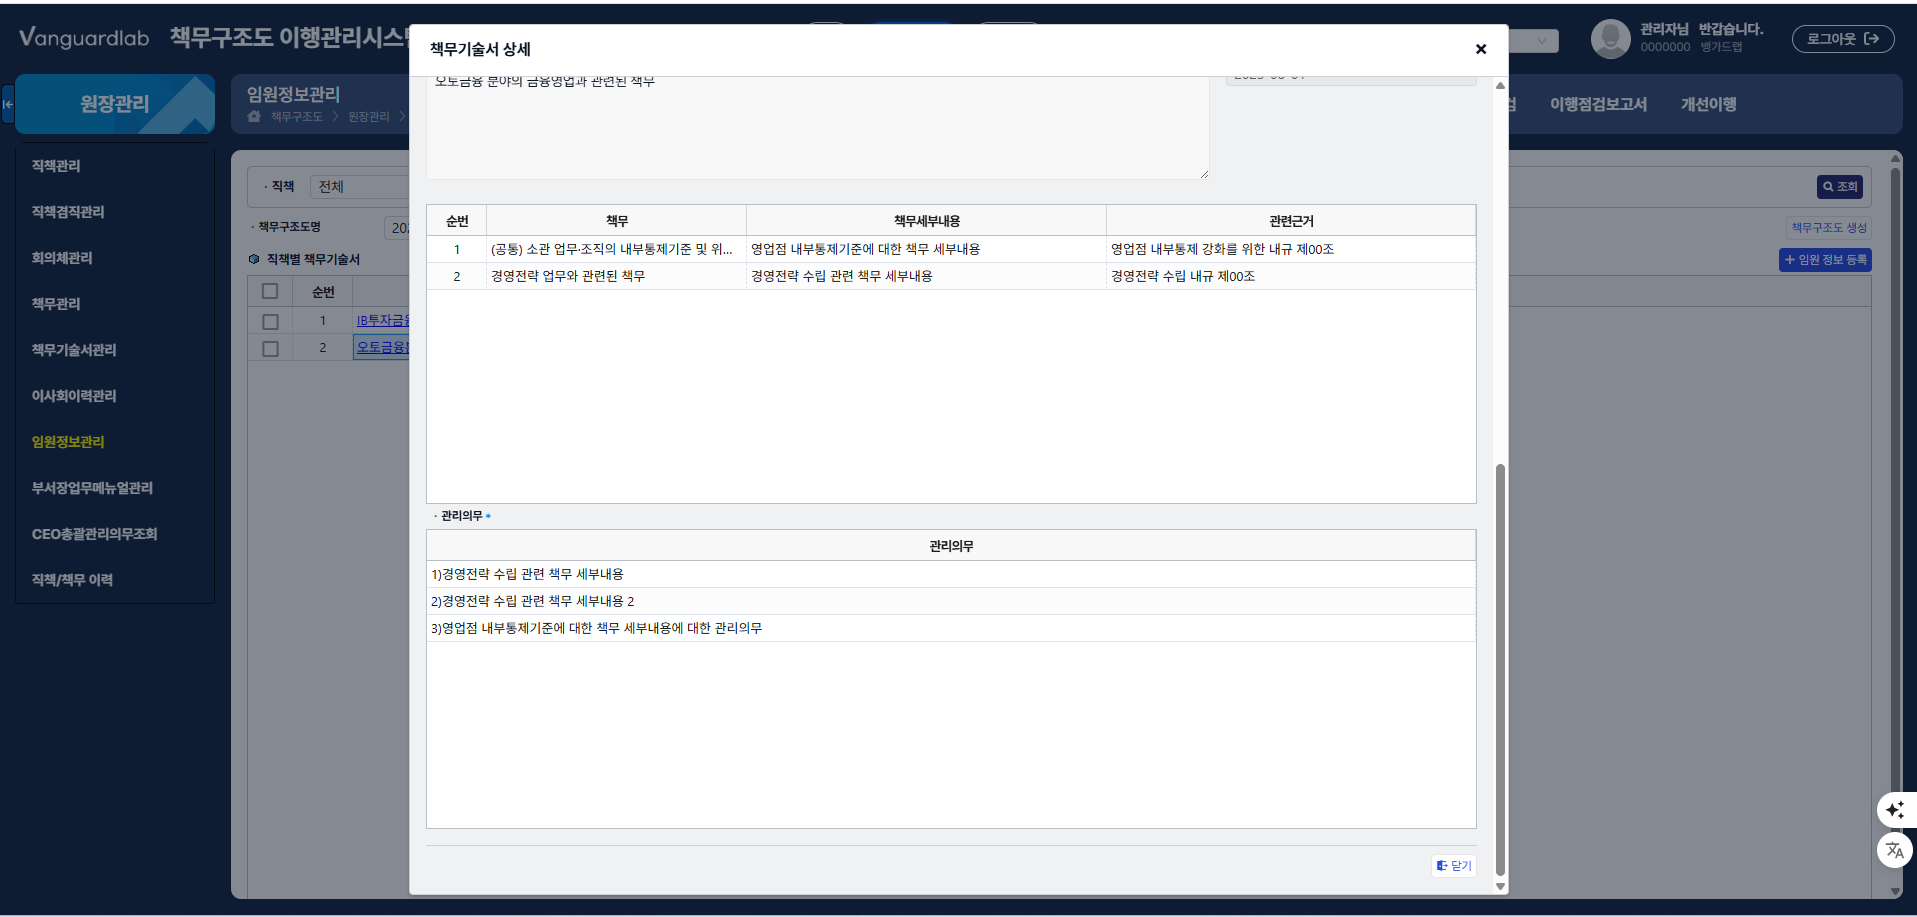 Vanguardlab 책무구조도 이행관리시스템
관리자님 반갑습니다.
0000000 뱅가드랩
로그아웃
원장관리
임원정보관리
책무구조도 > 원장관리 >
이행점검보고서
개선이행
직책관리
직책겸직관리
회의체관리
책무관리
책무기술서관리
이사회이력관리
임원정보관리
부서장업무메뉴얼관리
CEO총괄관리의무조회
직책/책무 이력
· 직책 전체
조회
· 책무구조도명
책무구조도 생성
직책별 책무기술서
+ 임원 정보 등록
순번
1 IB투자금융
2 오토금융
책무기술서 상세
오토금융 분야의 금융영업과 관련된 책무
순번 책무 책무세부내용 관련근거
1 (공통) 소관 업무·조직의 내부통제기준 및 위... 영업점 내부통제기준에 대한 책무 세부내용 영업점 내부통제 강화를 위한 내규 제00조
2 경영전략 업무와 관련된 책무 경영전략 수립 관련 책무 세부내용 경영전략 수립 내규 제00조
· 관리의무
관리의무
1)경영전략 수립 관련 책무 세부내용
2)경영전략 수립 관련 책무 세부내용 2
3)영업점 내부통제기준에 대한 책무 세부내용에 대한 관리의무
닫기